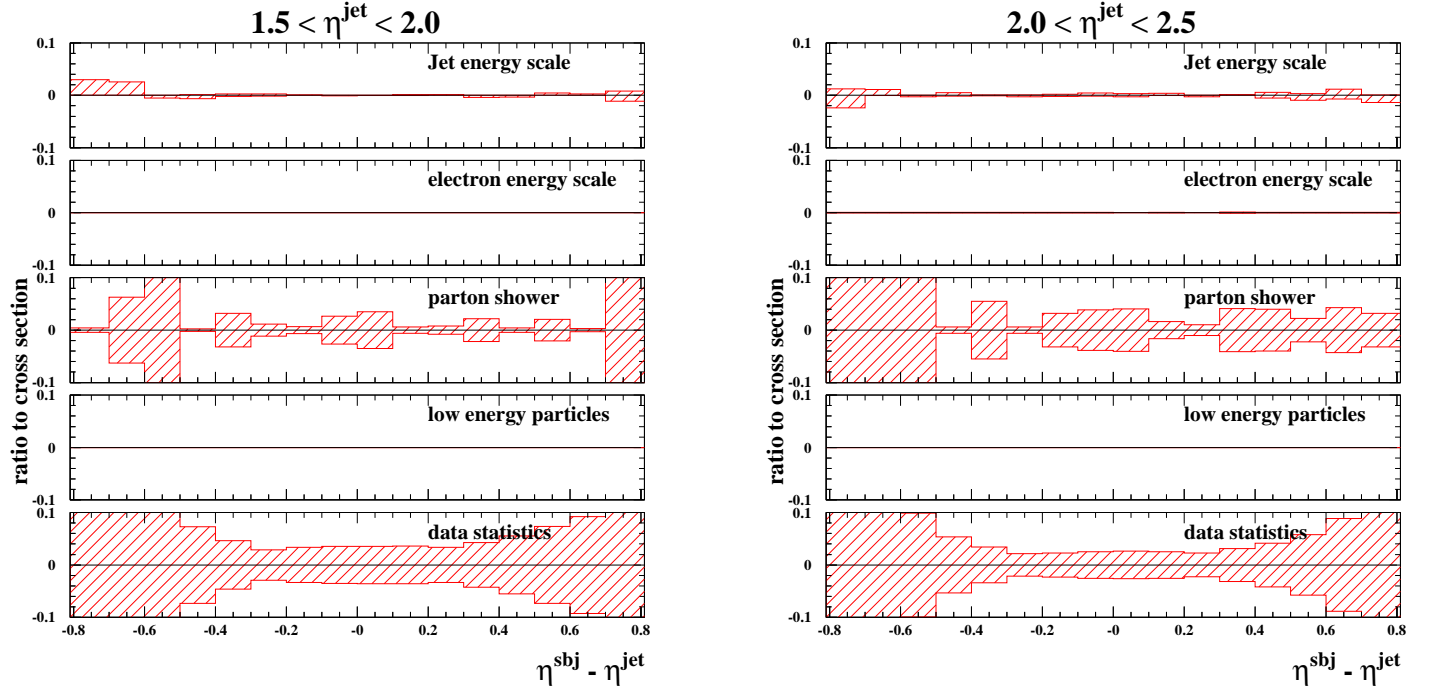 1.5 < η^jet < 2.0
0.1
Jet energy scale
0
-0.1
0.1
electron energy scale
0
-0.1
0.1
parton shower
0
-0.1
0.1
low energy particles
0
-0.1
0.1
data statistics
0
-0.1
-0.8 -0.6 -0.4 -0.2 -0 0.2 0.4 0.6 0.8
η^sbj - η^jet
ratio to cross section
2.0 < η^jet < 2.5
0.1
Jet energy scale
0
-0.1
0.1
electron energy scale
0
-0.1
0.1
parton shower
0
-0.1
0.1
low energy particles
0
-0.1
0.1
data statistics
0
-0.1
-0.8 -0.6 -0.4 -0.2 -0 0.2 0.4 0.6 0.8
η^sbj - η^jet
ratio to cross section